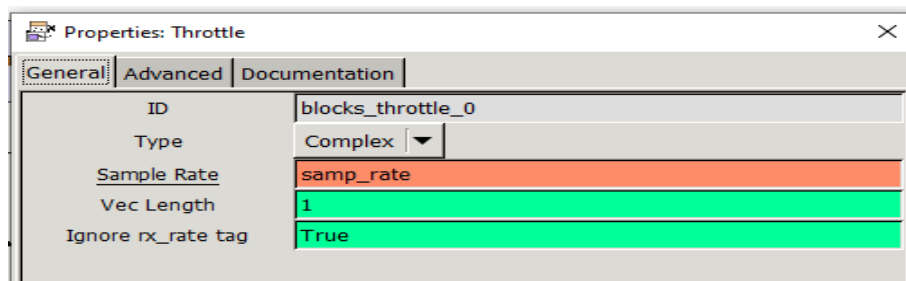 Properties: Throttle
General Advanced Documentation
ID blocks_throttle_0
Type Complex
Sample Rate samp_rate
Vec Length 1
Ignore rx_rate tag True